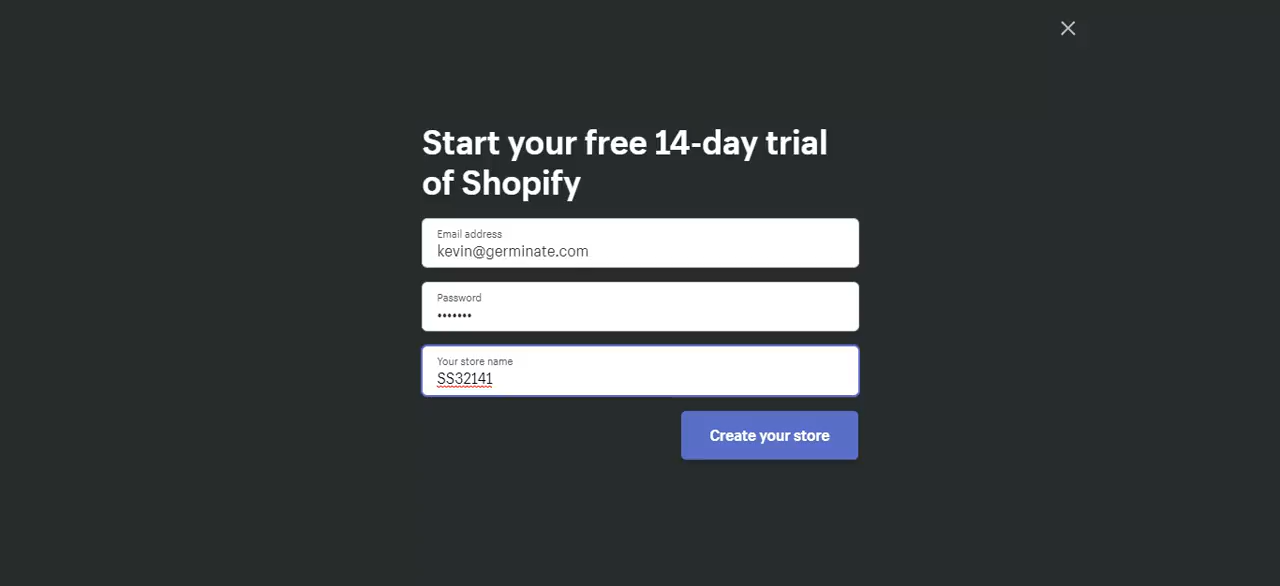 Start your free 14-day trial
of Shopify
Email address
kevin@germinate.com
Password
•••••••
Your store name
SS32141
Create your store